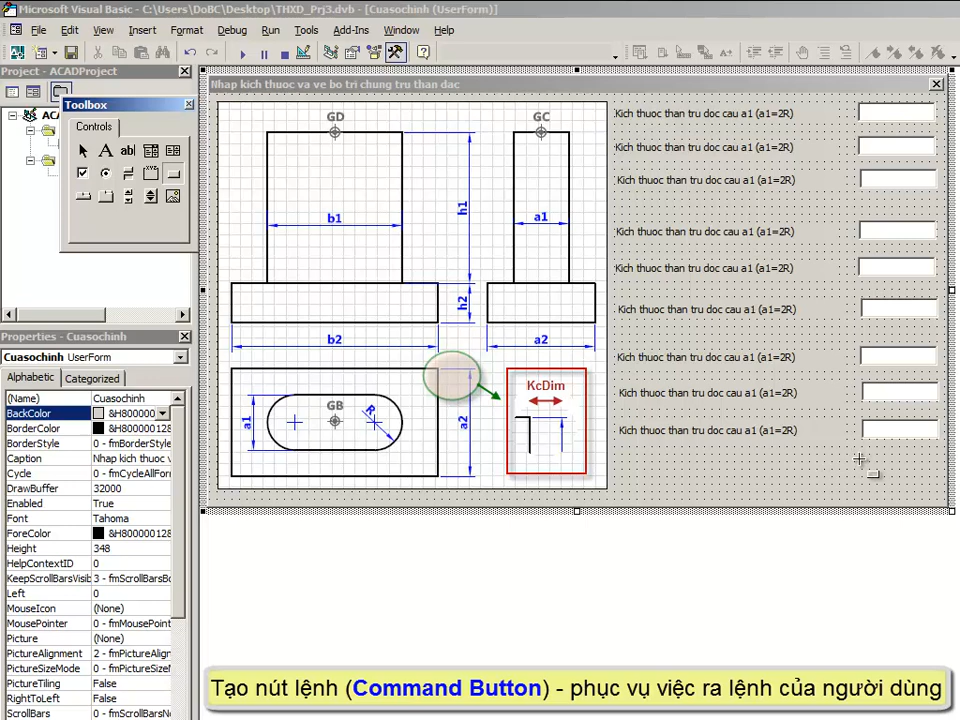 Microsoft Visual Basic - C:\Users\DoBC\Desktop\THXD_Prj3.dvb - [Cuasochinh (UserForm)]
File Edit View Insert Format Debug Run Tools Add-Ins Window Help
Project - ACADProject
Toolbox
Controls
ab|
Properties - Cuasochinh
Cuasochinh UserForm
Alphabetic Categorized
(Name) Cuasochinh
BackColor &H800000
BorderColor &H8000012
BorderStyle 0 - fmBorderStyle
Caption Nhap kich thuoc v
Cycle 0 - fmCycleAllForm
DrawBuffer 32000
Enabled True
Font Tahoma
ForeColor &H8000012
Height 348
HelpContextID 0
KeepScrollBarsVisib 3 - fmScrollBarsBo
Left 0
MouseIcon (None)
MousePointer 0 - fmMousePoint
Picture (None)
PictureAlignment 2 - fmPictureAlign
PictureSizeMode 0 - fmPictureSize
PictureTiling False
RightToLeft False
ScrollBars 0 - fmScrollBarsNo
Nhap kich thuoc va ve bo tri chung tru than dac
GD
GC
b1
h1
a1
h2
b2
a2
GB
R
a1
a2
KcDim
Kich thuoc than tru doc cau a1 (a1=2R)
Kich thuoc than tru doc cau a1 (a1=2R)
Kich thuoc than tru doc cau a1 (a1=2R)
Kich thuoc than tru doc cau a1 (a1=2R)
Kich thuoc than tru doc cau a1 (a1=2R)
Kich thuoc than tru doc cau a1 (a1=2R)
Kich thuoc than tru doc cau a1 (a1=2R)
Kich thuoc than tru doc cau a1 (a1=2R)
Kich thuoc than tru doc cau a1 (a1=2R)
Tạo nút lệnh (Command Button) - phục vụ việc ra lệnh của người dùng